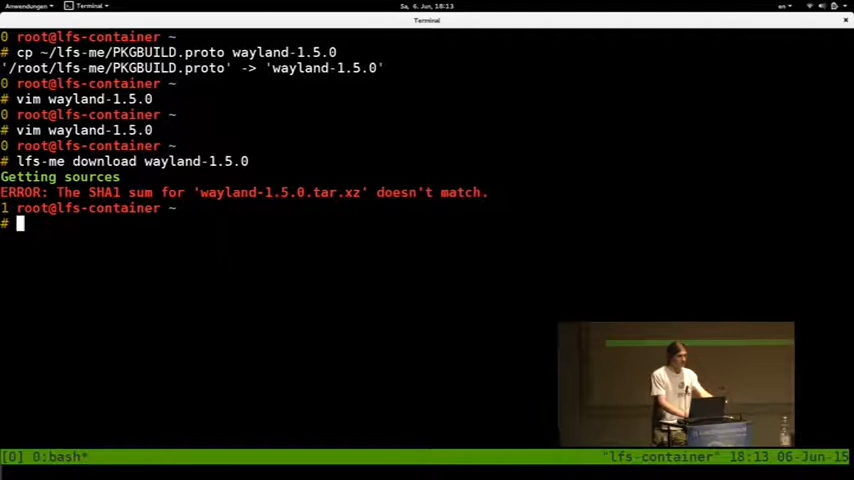 Anwendungen
Terminal
Sa, 6. Jun, 18:13
en
Terminal
0 root@lfs-container ~
# cp ~/lfs-me/PKGBUILD.proto wayland-1.5.0
'/root/lfs-me/PKGBUILD.proto' -> 'wayland-1.5.0'
0 root@lfs-container ~
# vim wayland-1.5.0
0 root@lfs-container ~
# vim wayland-1.5.0
0 root@lfs-container ~
# lfs-me download wayland-1.5.0
Getting sources
ERROR: The SHA1 sum for 'wayland-1.5.0.tar.xz' doesn't match.
1 root@lfs-container ~
#
[0] 0:bash* "lfs-container" 18:13 06-Jun-15